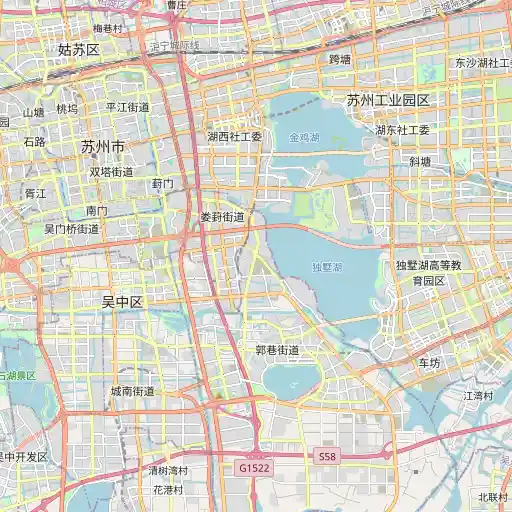 曹庄
梅巷村
姑苏区
沪宁城际线
跨塘
东沙湖社工委
苏州工业园区
山塘
桃坞
平江街道
园
湖西社工委
金鸡湖
湖东社工委
石路
苏州市
斜塘
双塔街道
葑门
胥江
南门
娄葑街道
吴门桥街道
独墅湖
独墅湖高等教
育园区
吴中区
郭巷街道
车坊
石湖景区
城南街道
江湾村
吴中开发区
S58
G1522
清树湾村
花港村
北联村